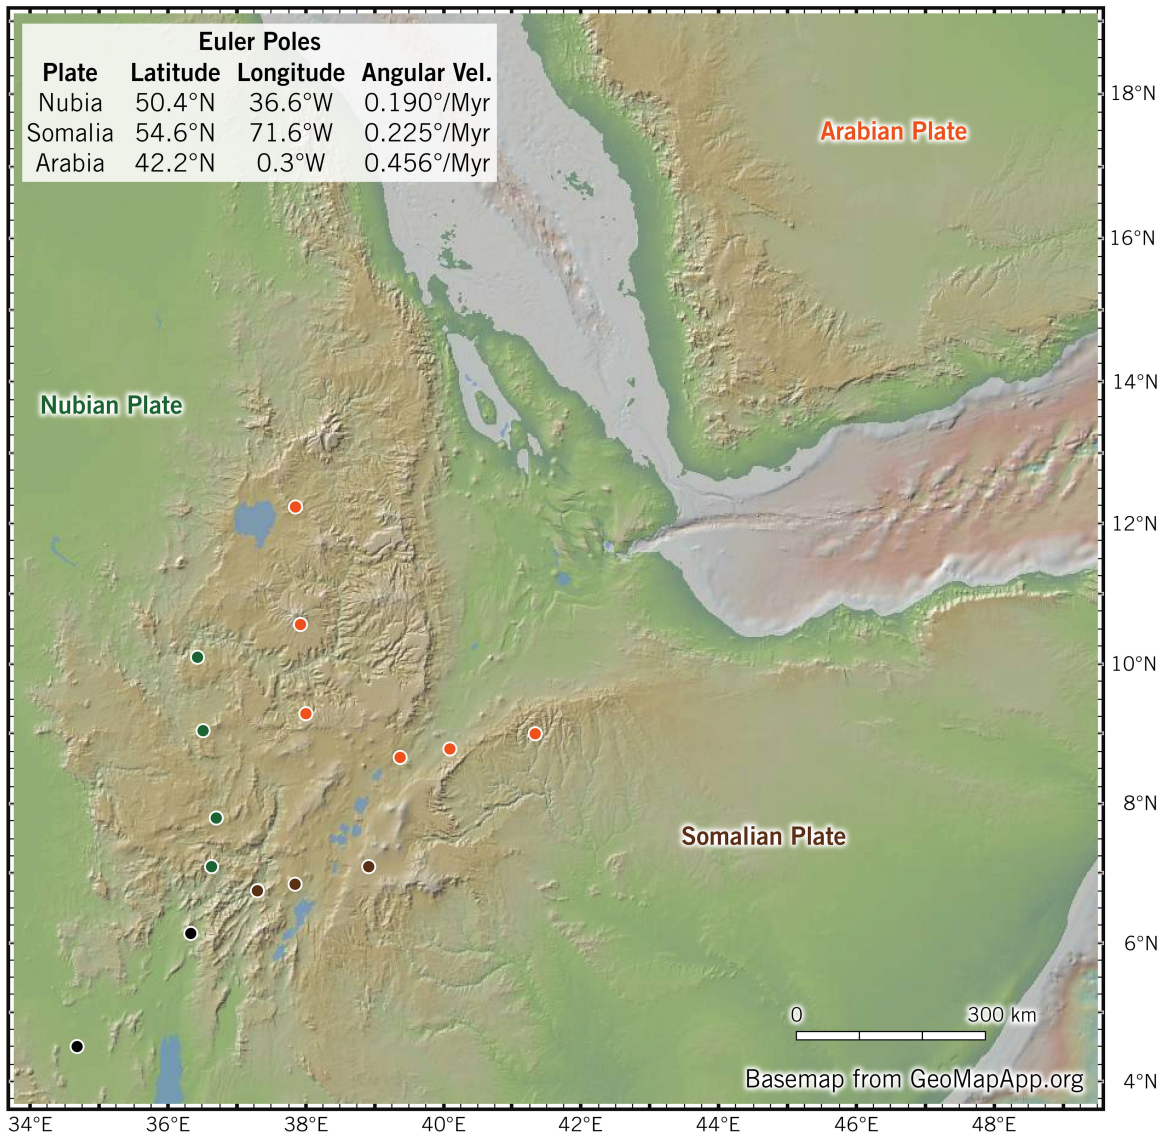 Euler Poles
Plate Latitude Longitude Angular Vel.
Nubia 50.4°N 36.6°W 0.190°/Myr
Somalia 54.6°N 71.6°W 0.225°/Myr
Arabia 42.2°N 0.3°W 0.456°/Myr
18°N
Arabian Plate
16°N
14°N
Nubian Plate
12°N
10°N
8°N
Somalian Plate
6°N
0 300 km
Basemap from GeoMapApp.org
4°N
34°E 36°E 38°E 40°E 42°E 44°E 46°E 48°E